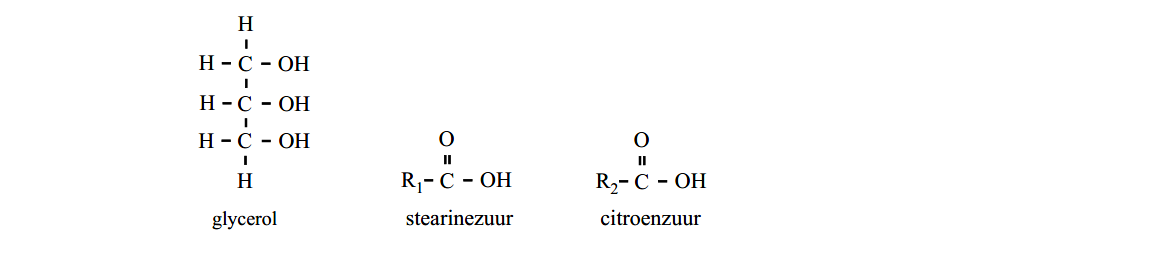 H
H – C – OH
H – C – OH
H – C – OH
H
glycerol
O
R₁– C – OH
stearinezuur
O
R₂– C – OH
citroenzuur